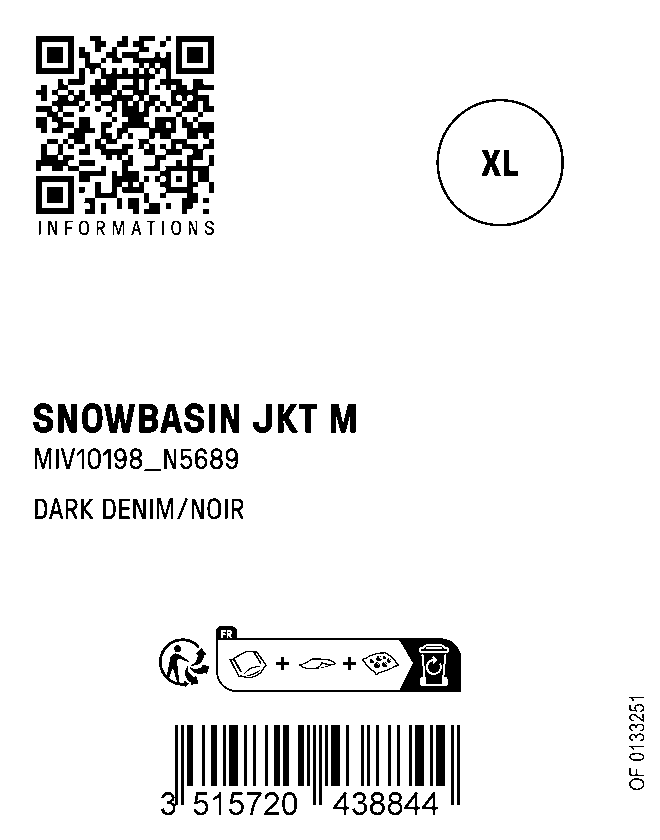 INFORMATIONS
XL
SNOWBASIN JKT M
MIV10198_N5689
DARK DENIM/NOIR
FR
3 515720 438844
OF 0133251